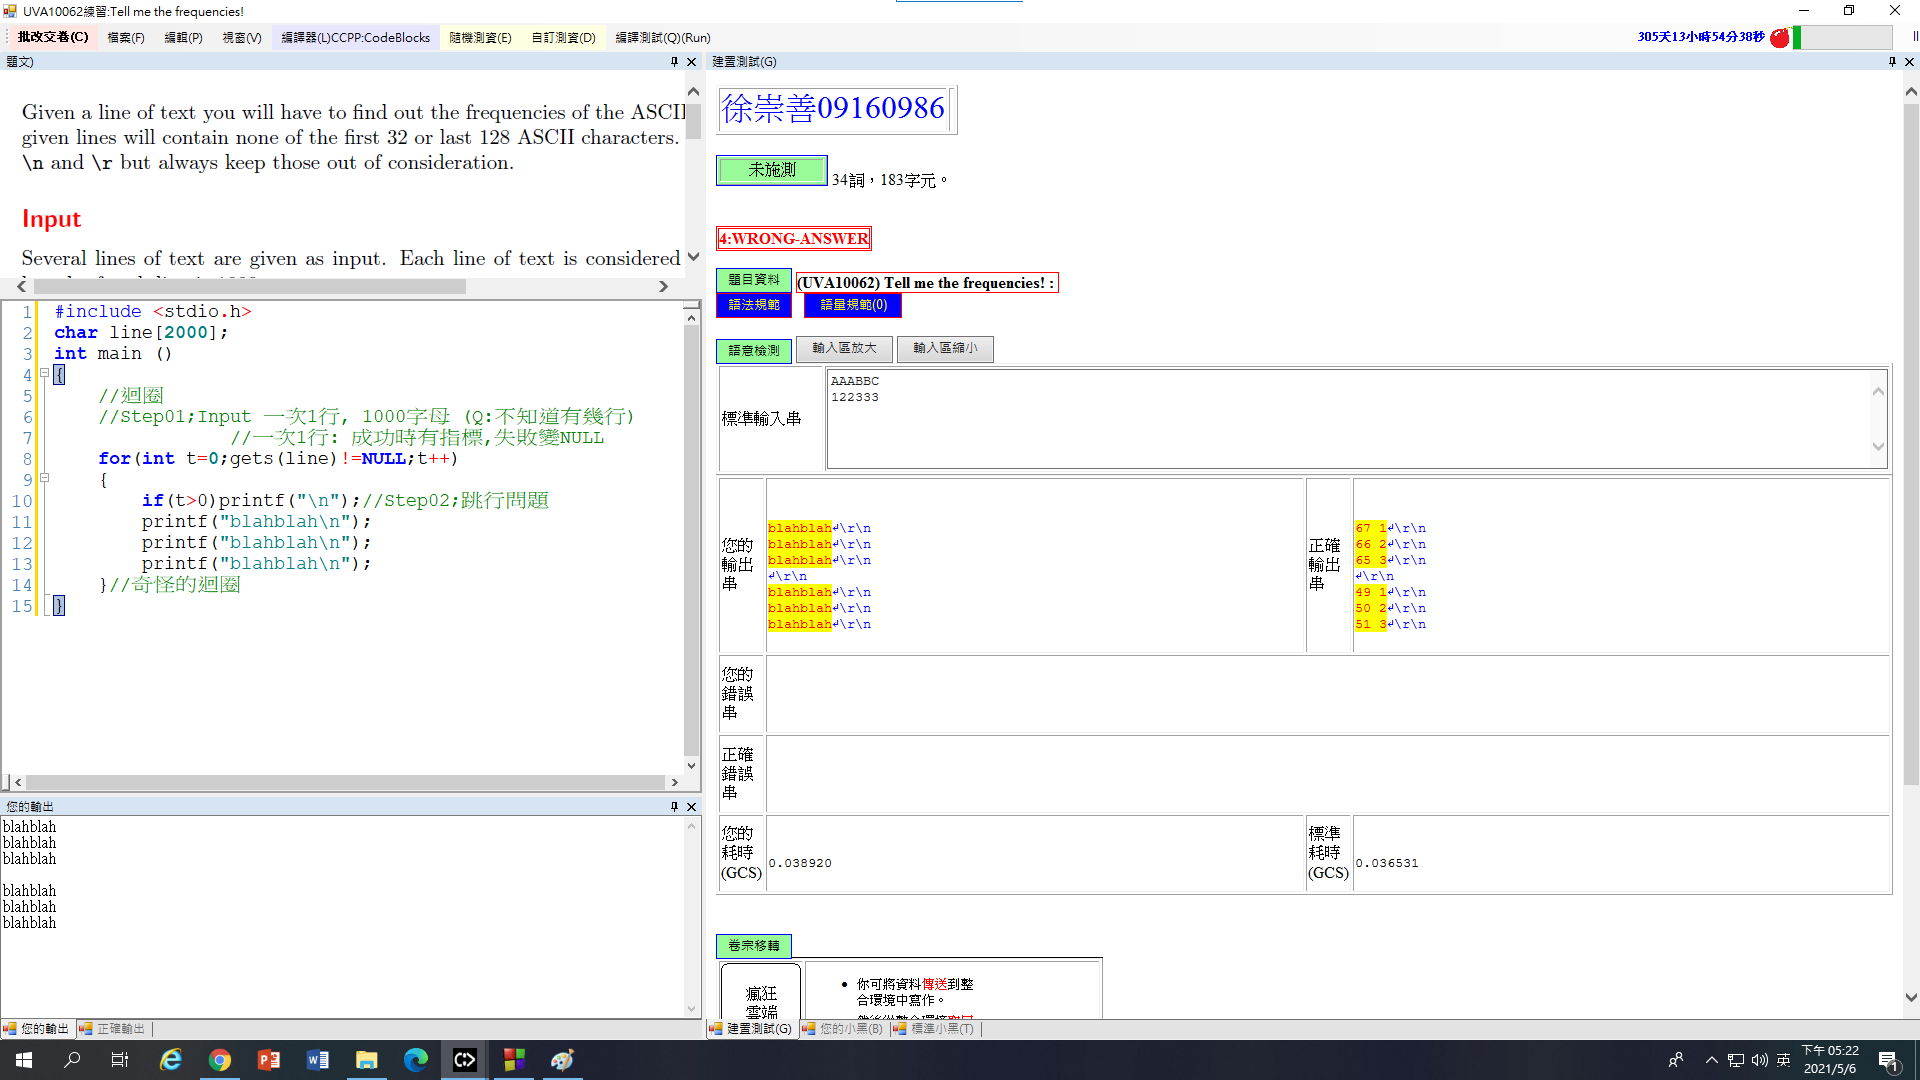 UVA10062練習:Tell me the frequencies!
批改交卷(C) 檔案(F) 編輯(P) 視窗(V) 編譯器(L)CCPP:CodeBlocks 隨機測資(E) 自訂測資(D) 編譯測試(Q)(Run) 305天13小時54分38秒
題文)
Given a line of text you will have to find out the frequencies of the ASCII
given lines will contain none of the first 32 or last 128 ASCII characters.
\n and \r but always keep those out of consideration.
Input
Several lines of text are given as input. Each line of text is considered
1 #include <stdio.h>
2 char line[2000];
3 int main ()
4 {
5 //迴圈
6 //Step01;Input 一次1行, 1000字母 (Q:不知道有幾行)
7 //一次1行: 成功時有指標,失敗變NULL
8 for(int t=0;gets(line)!=NULL;t++)
9 {
10 if(t>0)printf("\n");//Step02;跳行問題
11 printf("blahblah\n");
12 printf("blahblah\n");
13 printf("blahblah\n");
14 }//奇怪的迴圈
15 }
您的輸出
blahblah
blahblah
blahblah
blahblah
blahblah
blahblah
您的輸出 正確輸出
建置測試(G)
徐崇善09160986
未施測 34詞，183字元。
4:WRONG-ANSWER
題目資料 (UVA10062) Tell me the frequencies! :
語法規範 語量規範(0)
語意檢測 輸入區放大 輸入區縮小
標準輸入串
AAABBC
122333
您的輸出串
blahblah↲\r\n
blahblah↲\r\n
blahblah↲\r\n
↲\r\n
blahblah↲\r\n
blahblah↲\r\n
blahblah↲\r\n
正確輸出串
67 1↲\r\n
66 2↲\r\n
65 3↲\r\n
↲\r\n
49 1↲\r\n
50 2↲\r\n
51 3↲\r\n
您的錯誤串
正確錯誤串
您的耗時(GCS) 0.038920
標準耗時(GCS) 0.036531
卷宗移轉
瘋狂
雲端
• 你可將資料傳送到整
合環境中寫作。
建置測試(G) 您的小黑(B) 標準小黑(T)
英
下午 05:22
2021/5/6
1